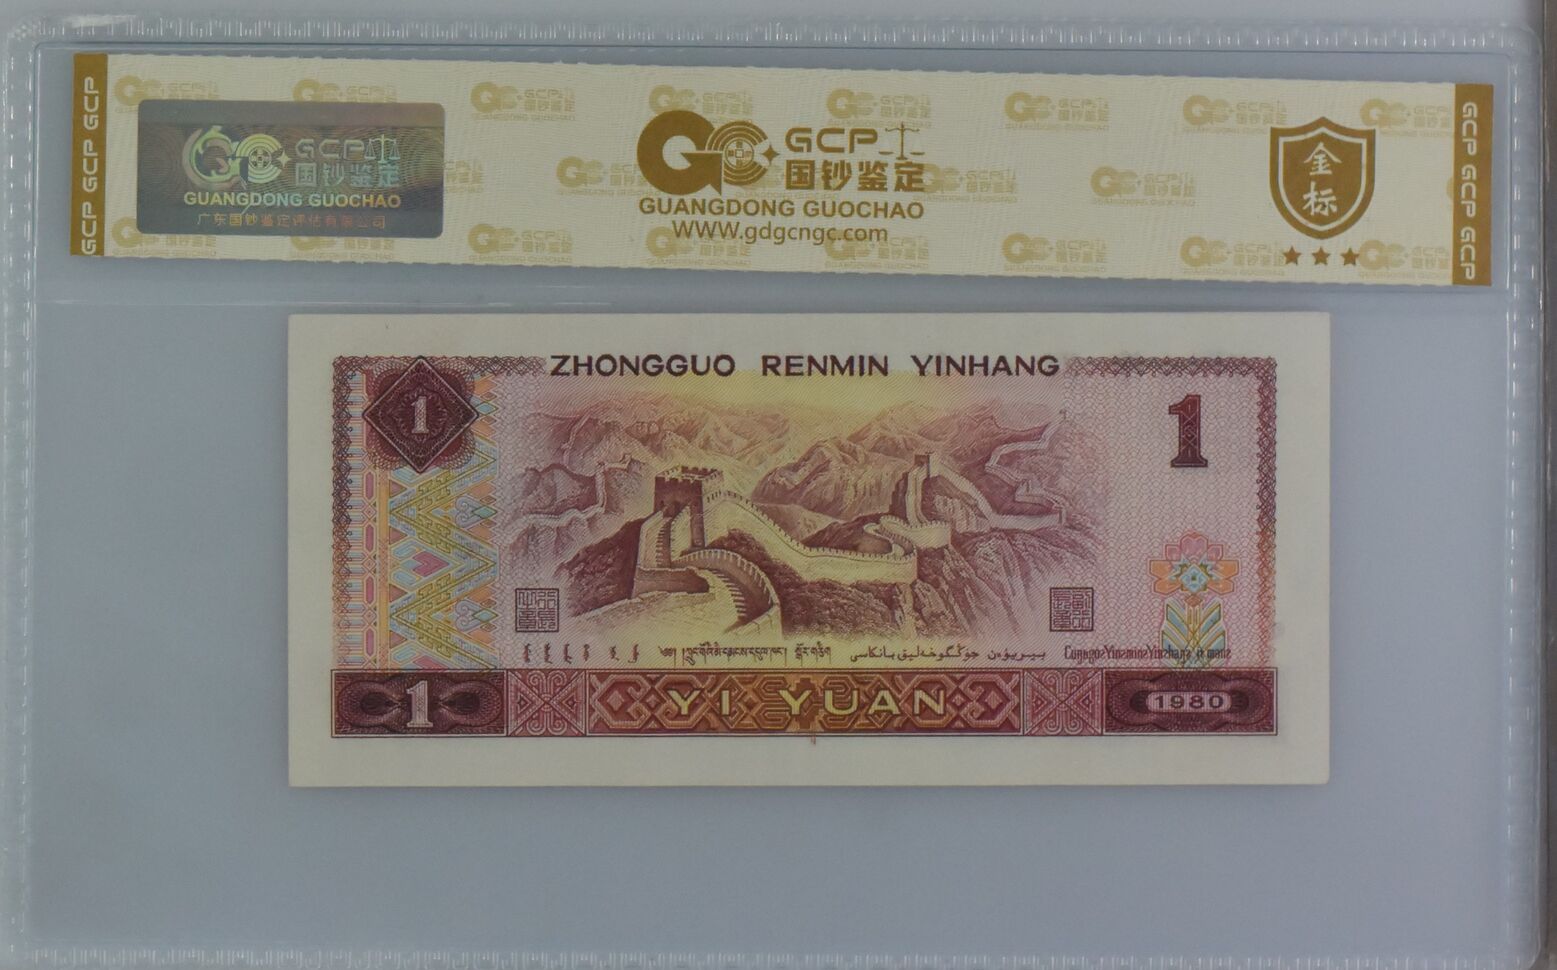 GCP GCP GCP
GCP 国钞鉴定
GUANGDONG GUOCHAO
广东国钞鉴定评估有限公司
GCP 国钞鉴定
GUANGDONG GUOCHAO
WWW.gdgcngc.com
金标
GCP GCP GCP
ZHONGGUO RENMIN YINHANG
1
1
1 YI YUAN 1980